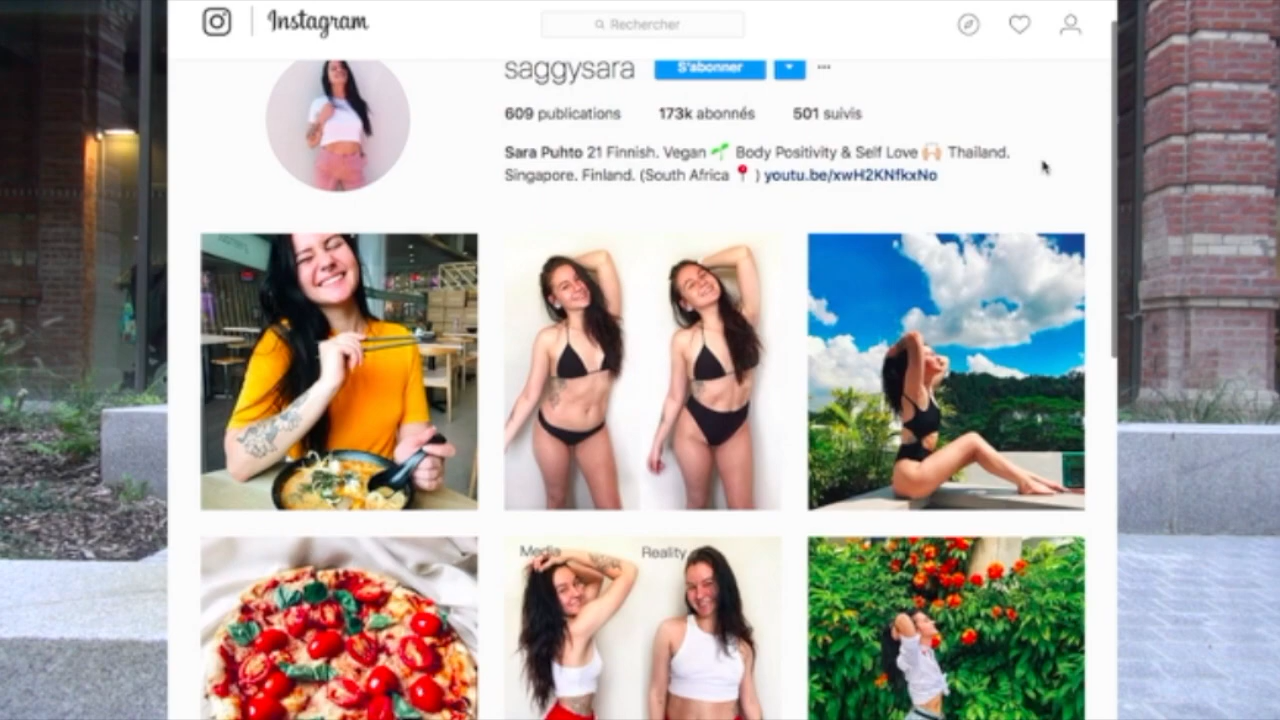 Instagram
Rechercher
saggysara
S'abonner
609 publications 173k abonnés 501 suivis
Sara Puhto 21 Finnish. Vegan 🌱 Body Positivity & Self Love 🙌🏼 Thailand.
Singapore. Finland. (South Africa 📍 ) youtu.be/xwH2KNfkxNo
Media Reality